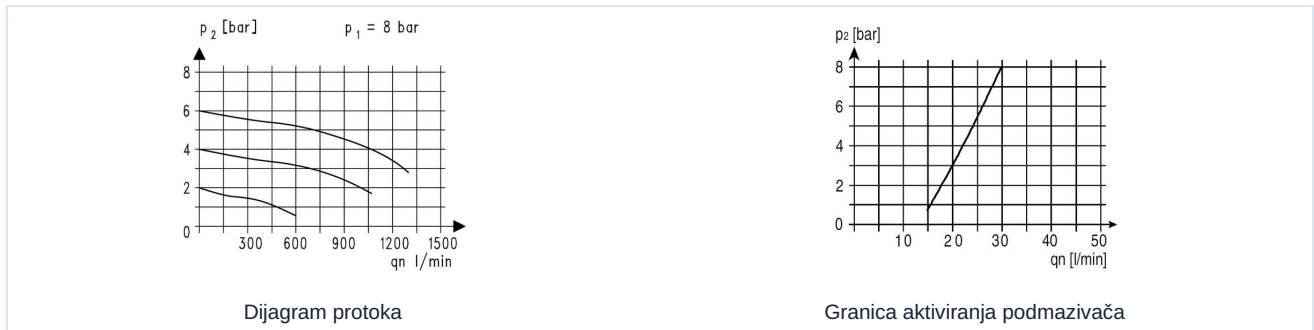 p 2 [bar] p 1 = 8 bar
8
6
4
2
0
300 600 900 1200 1500
qn l/min
Dijagram protoka
p2 [bar]
8
6
4
2
0
10 20 30 40 50
qn [l/min]
Granica aktiviranja podmazivača